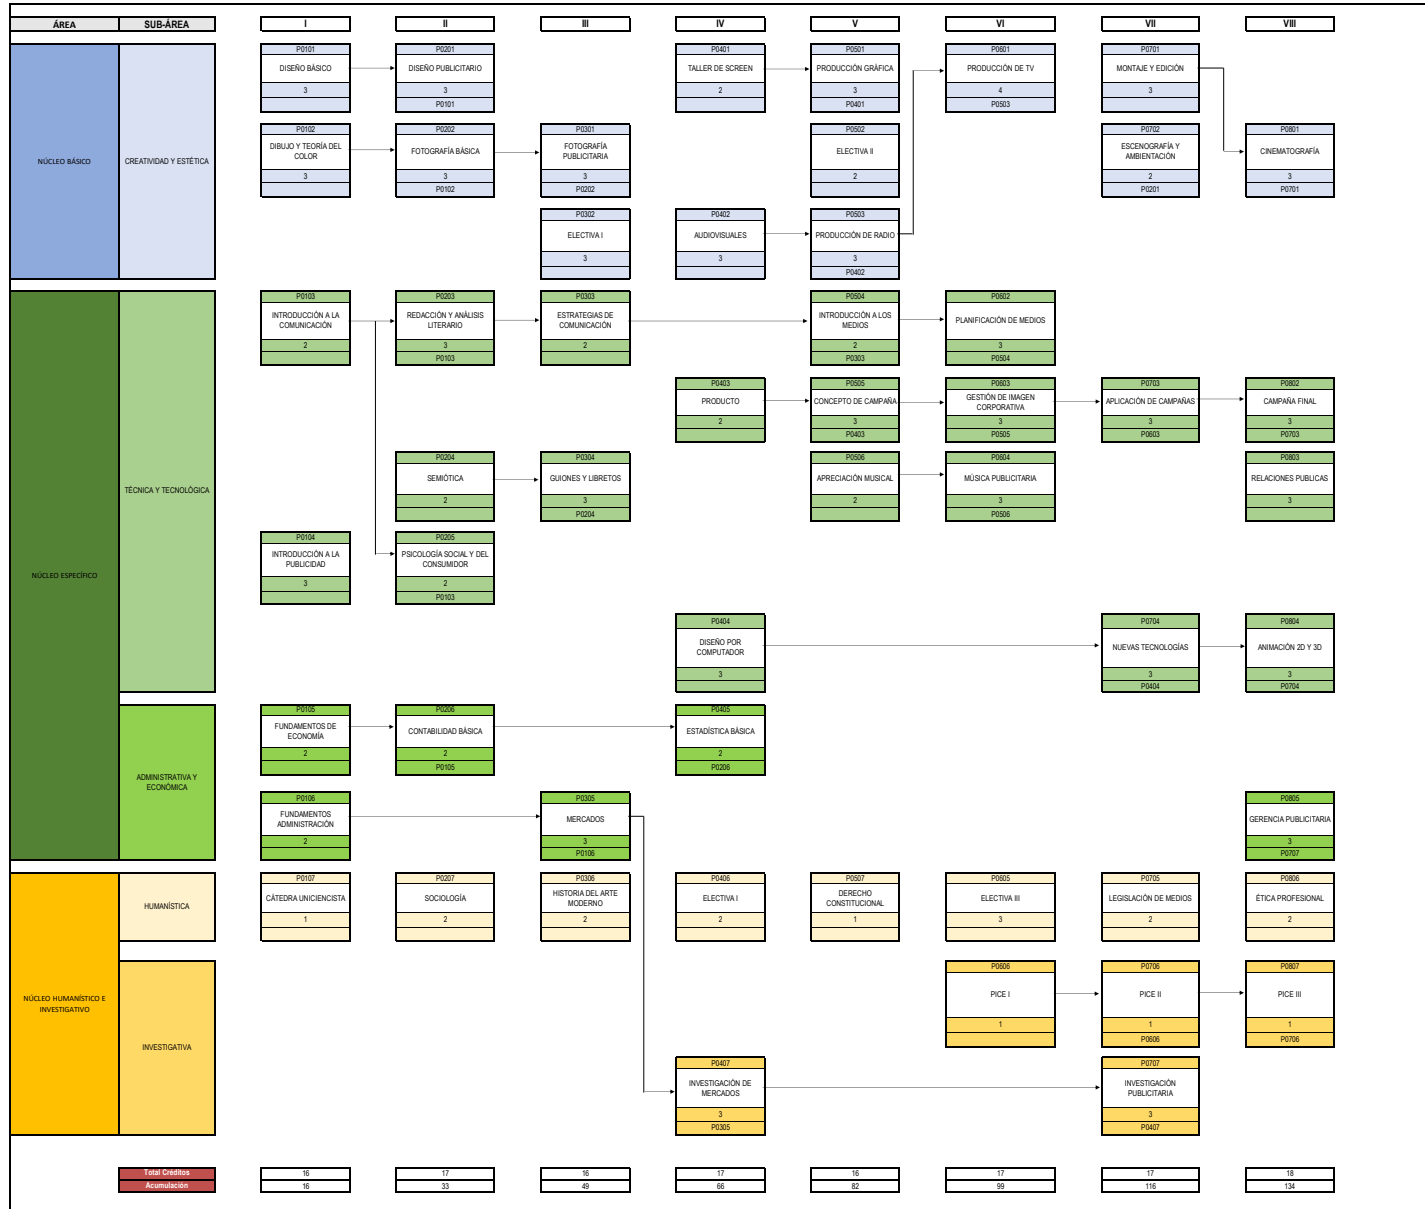 ÁREA
SUB-ÁREA
I
II
III
IV
V
VI
VII
VIII
NÚCLEO BÁSICO
CREATIVIDAD Y ESTÉTICA
P0101
DISEÑO BÁSICO
3
P0201
DISEÑO PUBLICITARIO
3
P0101
P0401
TALLER DE SCREEN
2
P0501
PRODUCCIÓN GRÁFICA
3
P0401
P0601
PRODUCCIÓN DE TV
4
P0503
P0701
MONTAJE Y EDICIÓN
3
P0102
DIBUJO Y TEORÍA DEL
COLOR
3
P0202
FOTOGRAFÍA BÁSICA
3
P0102
P0301
FOTOGRAFÍA
PUBLICITARIA
3
P0202
P0502
ELECTIVA II
2
P0702
ESCENOGRAFÍA Y
AMBIENTACIÓN
2
P0201
P0801
CINEMATOGRAFÍA
3
P0701
P0302
ELECTIVA I
3
P0402
AUDIOVISUALES
3
P0503
PRODUCCIÓN DE RADIO
3
P0402
NÚCLEO ESPECÍFICO
TÉCNICA Y TECNOLÓGICA
P0103
INTRODUCCIÓN A LA
COMUNICACIÓN
2
P0203
REDACCIÓN Y ANÁLISIS
LITERARIO
3
P0103
P0303
ESTRATEGIAS DE
COMUNICACIÓN
2
P0504
INTRODUCCIÓN A LOS
MEDIOS
2
P0303
P0602
PLANIFICACIÓN DE MEDIOS
3
P0504
P0403
PRODUCTO
2
P0505
CONCEPTO DE CAMPAÑA
3
P0403
P0603
GESTIÓN DE IMAGEN
CORPORATIVA
3
P0505
P0703
APLICACIÓN DE CAMPAÑAS
3
P0603
P0802
CAMPAÑA FINAL
3
P0703
P0204
SEMIÓTICA
2
P0304
GUIONES Y LIBRETOS
3
P0204
P0506
APRECIACIÓN MUSICAL
2
P0604
MÚSICA PUBLICITARIA
3
P0506
P0803
RELACIONES PUBLICAS
3
P0104
INTRODUCCIÓN A LA
PUBLICIDAD
3
P0205
PSICOLOGÍA SOCIAL Y DEL
CONSUMIDOR
2
P0103
P0404
DISEÑO POR
COMPUTADOR
3
P0704
NUEVAS TECNOLOGÍAS
3
P0404
P0804
ANIMACIÓN 2D Y 3D
3
P0704
ADMINISTRATIVA Y
ECONÓMICA
P0105
FUNDAMENTOS DE
ECONOMÍA
2
P0206
CONTABILIDAD BÁSICA
2
P0105
P0405
ESTADÍSTICA BÁSICA
2
P0206
P0106
FUNDAMENTOS
ADMINISTRACIÓN
2
P0305
MERCADOS
3
P0106
P0805
GERENCIA PUBLICITARIA
3
P0707
NÚCLEO HUMANÍSTICO E
INVESTIGATIVO
HUMANÍSTICA
P0107
CÁTEDRA UNICIENCISTA
1
P0207
SOCIOLOGÍA
2
P0306
HISTORIA DEL ARTE
MODERNO
2
P0406
ELECTIVA I
2
P0507
DERECHO
CONSTITUCIONAL
1
P0605
ELECTIVA III
3
P0705
LEGISLACIÓN DE MEDIOS
2
P0806
ÉTICA PROFESIONAL
2
INVESTIGATIVA
P0606
PICE I
1
P0706
PICE II
1
P0606
P0807
PICE III
1
P0706
P0407
INVESTIGACIÓN DE
MERCADOS
3
P0305
P0707
INVESTIGACIÓN
PUBLICITARIA
3
P0407
Total Créditos
16
17
16
17
16
17
17
18
Acumulación
16
33
49
66
82
99
116
134